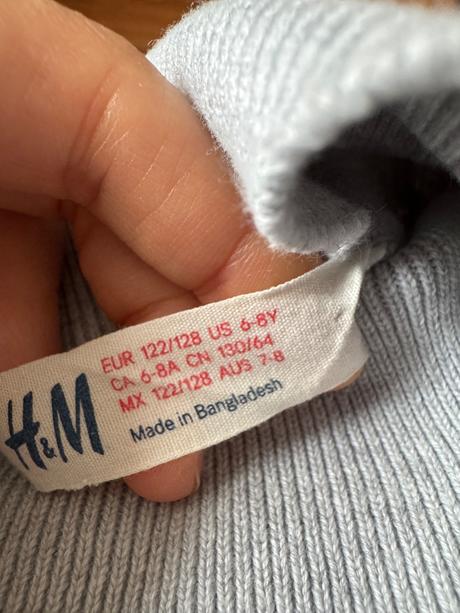 H&M
EUR 122/128 US 6-8Y
CA 6-8A CN 130/64
MX 122/128 AUS 7-8
Made in Bangladesh